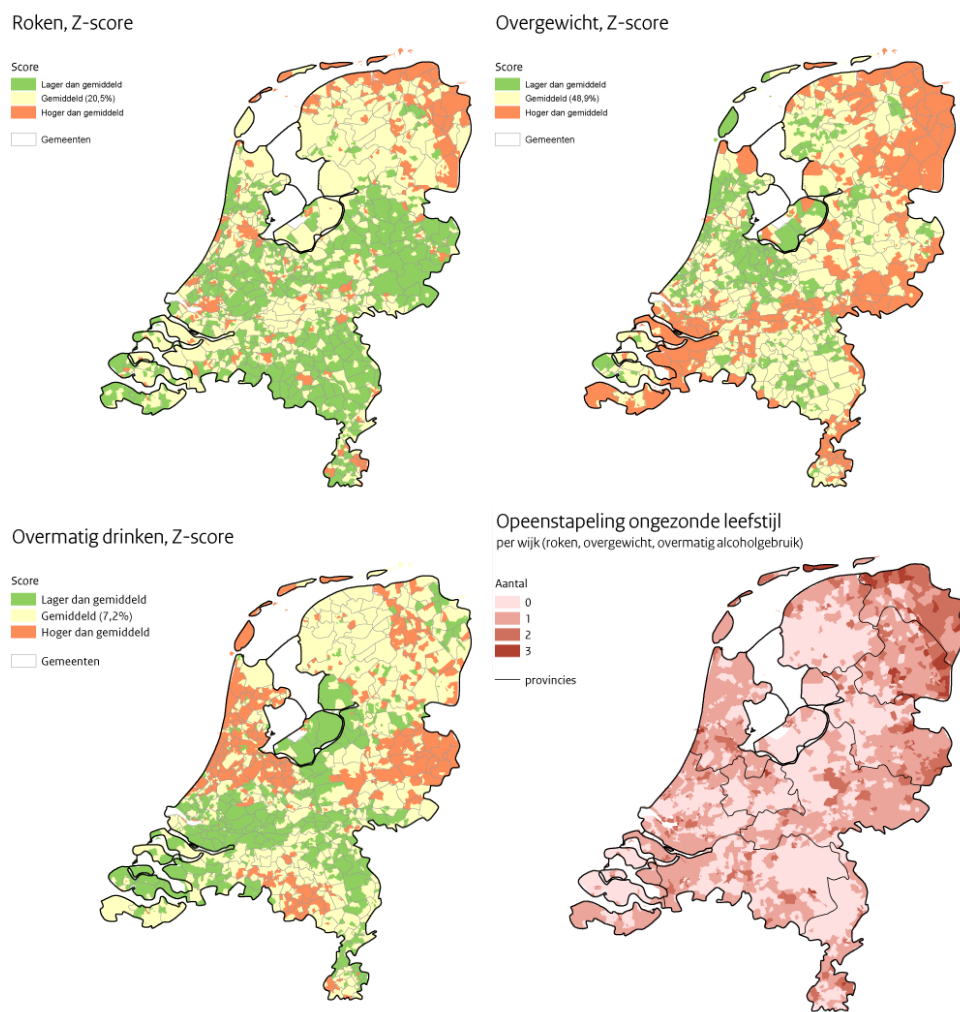 Roken, Z-score
Score
Lager dan gemiddeld
Gemiddeld (20,5%)
Hoger dan gemiddeld
Gemeenten
Overgewicht, Z-score
Score
Lager dan gemiddeld
Gemiddeld (48,9%)
Hoger dan gemiddeld
Gemeenten
Overmatig drinken, Z-score
Score
Lager dan gemiddeld
Gemiddeld (7,2%)
Hoger dan gemiddeld
Gemeenten
Opeenstapeling ongezonde leefstijl
per wijk (roken, overgewicht, overmatig alcoholgebruik)
Aantal
0
1
2
3
provincies